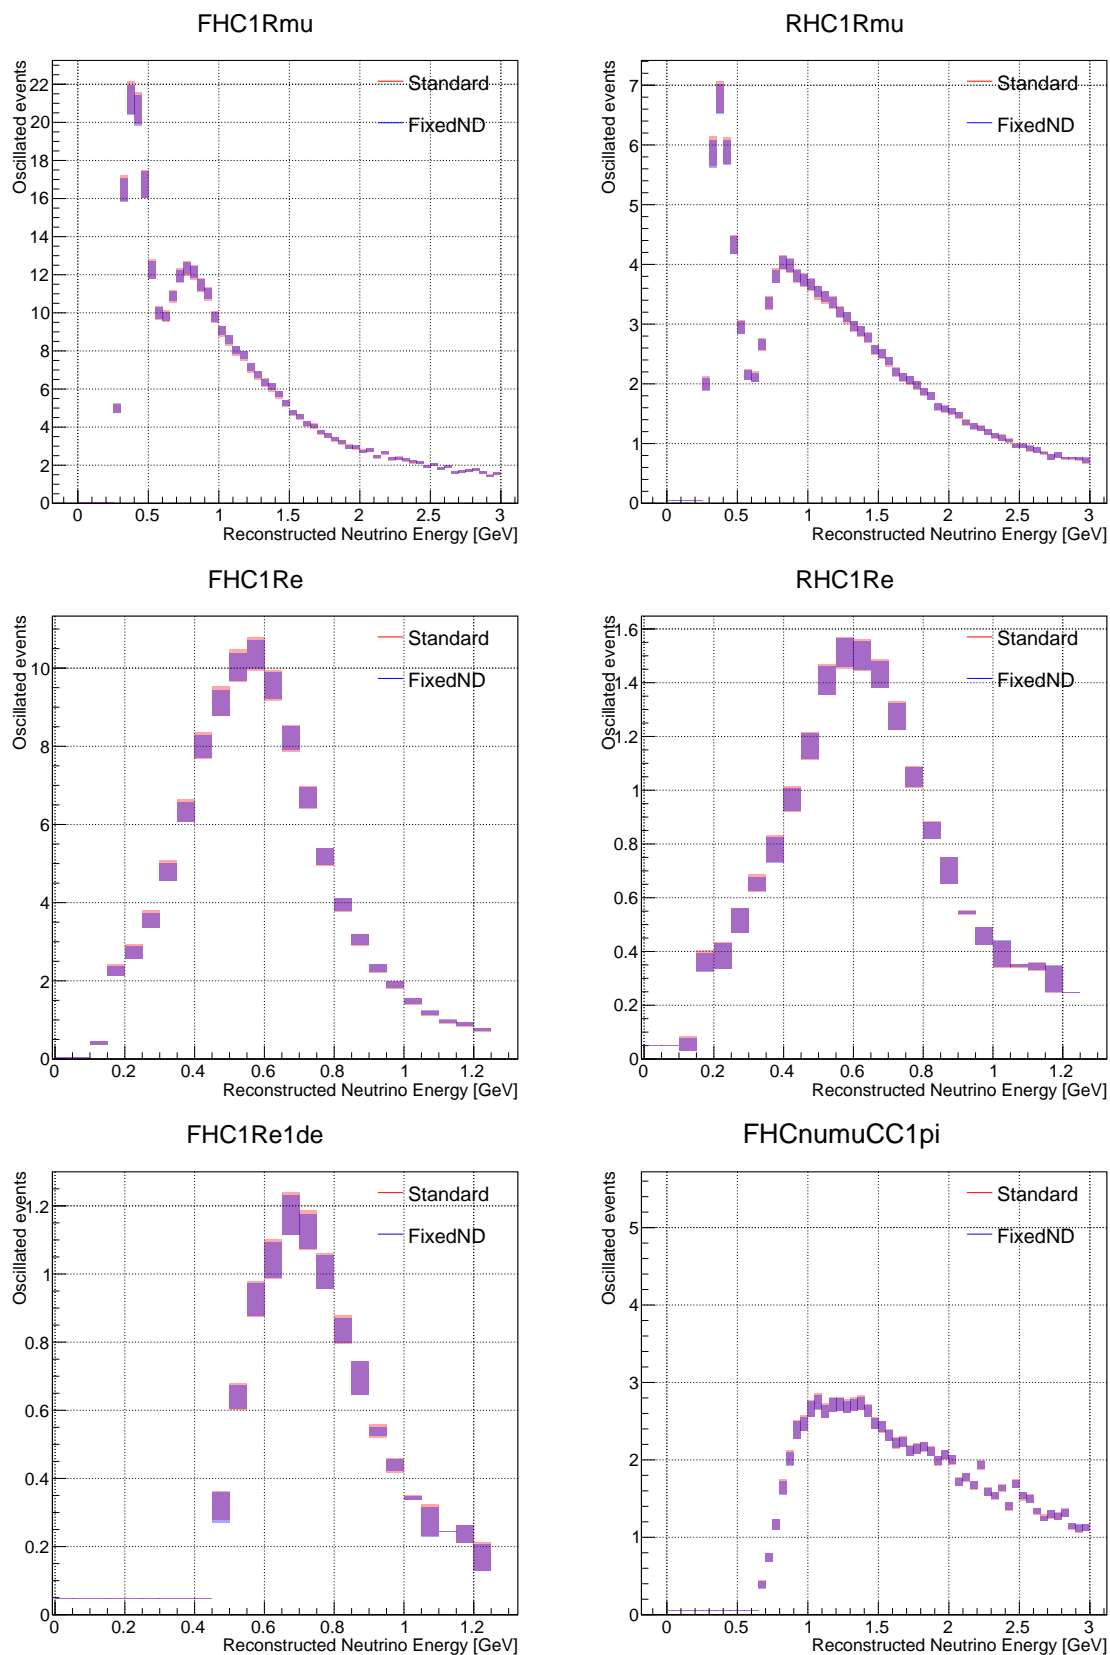 FHC1Rmu
Oscillated events
22
20
18
16
14
12
10
8
6
4
2
0
Standard
FixedND
0 0.5 1 1.5 2 2.5 3
Reconstructed Neutrino Energy [GeV]
RHC1Rmu
Oscillated events
7
6
5
4
3
2
1
0
Standard
FixedND
0 0.5 1 1.5 2 2.5 3
Reconstructed Neutrino Energy [GeV]
FHC1Re
Oscillated events
10
8
6
4
2
0
Standard
FixedND
0 0.2 0.4 0.6 0.8 1 1.2
Reconstructed Neutrino Energy [GeV]
RHC1Re
Oscillated events
1.6
1.4
1.2
1
0.8
0.6
0.4
0.2
0
Standard
FixedND
0 0.2 0.4 0.6 0.8 1 1.2
Reconstructed Neutrino Energy [GeV]
FHC1Re1de
Oscillated events
1.2
1
0.8
0.6
0.4
0.2
0
Standard
FixedND
0 0.2 0.4 0.6 0.8 1 1.2
Reconstructed Neutrino Energy [GeV]
FHCnumuCC1pi
Oscillated events
5
4
3
2
1
0
Standard
FixedND
0 0.5 1 1.5 2 2.5 3
Reconstructed Neutrino Energy [GeV]